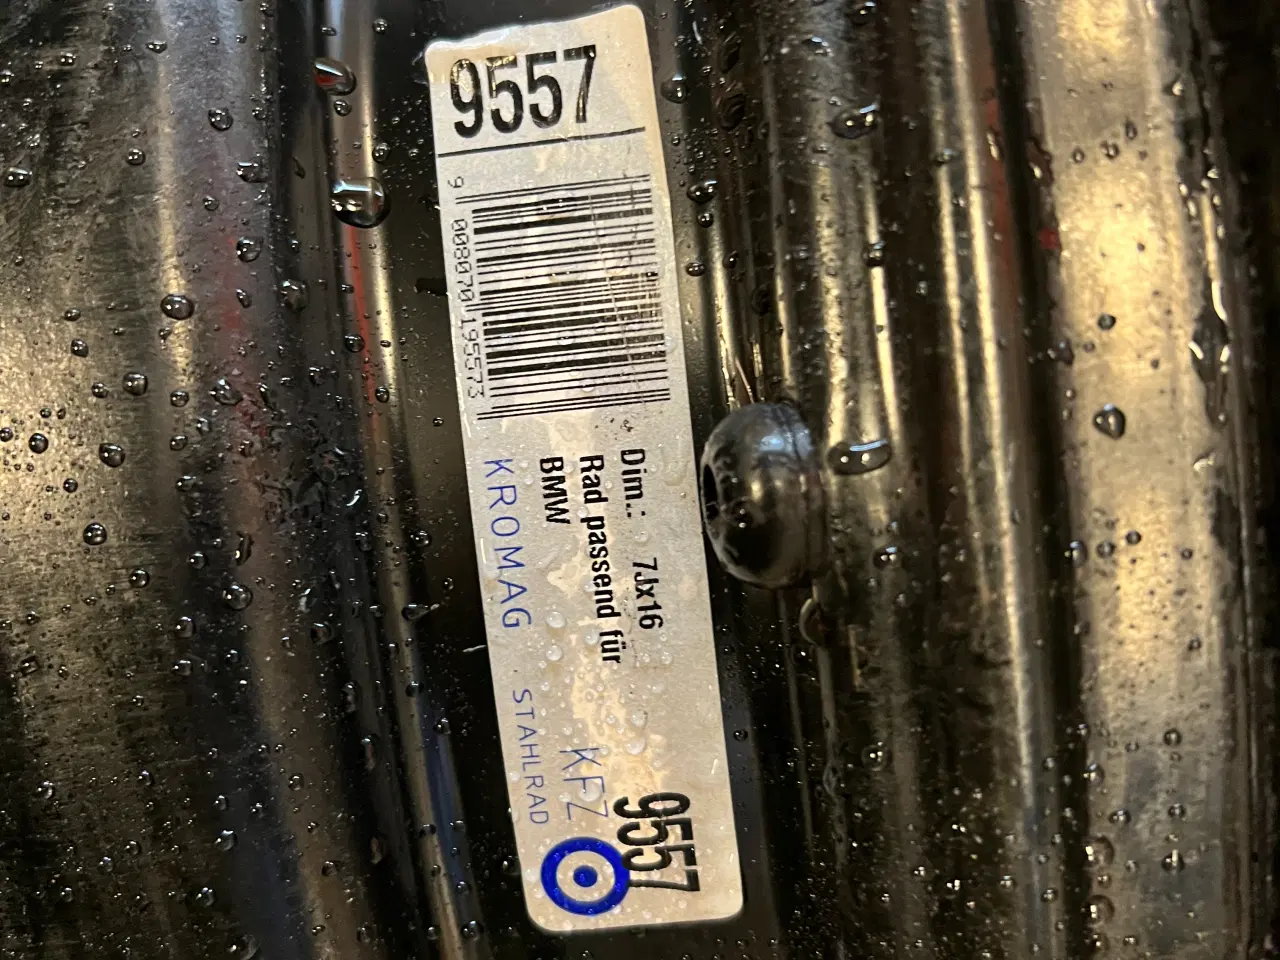 9557
9 008070 195573
Dim.: 7Jx16
Rad passend für
BMW
KROMAG STAHLRAD
KFZ
9557